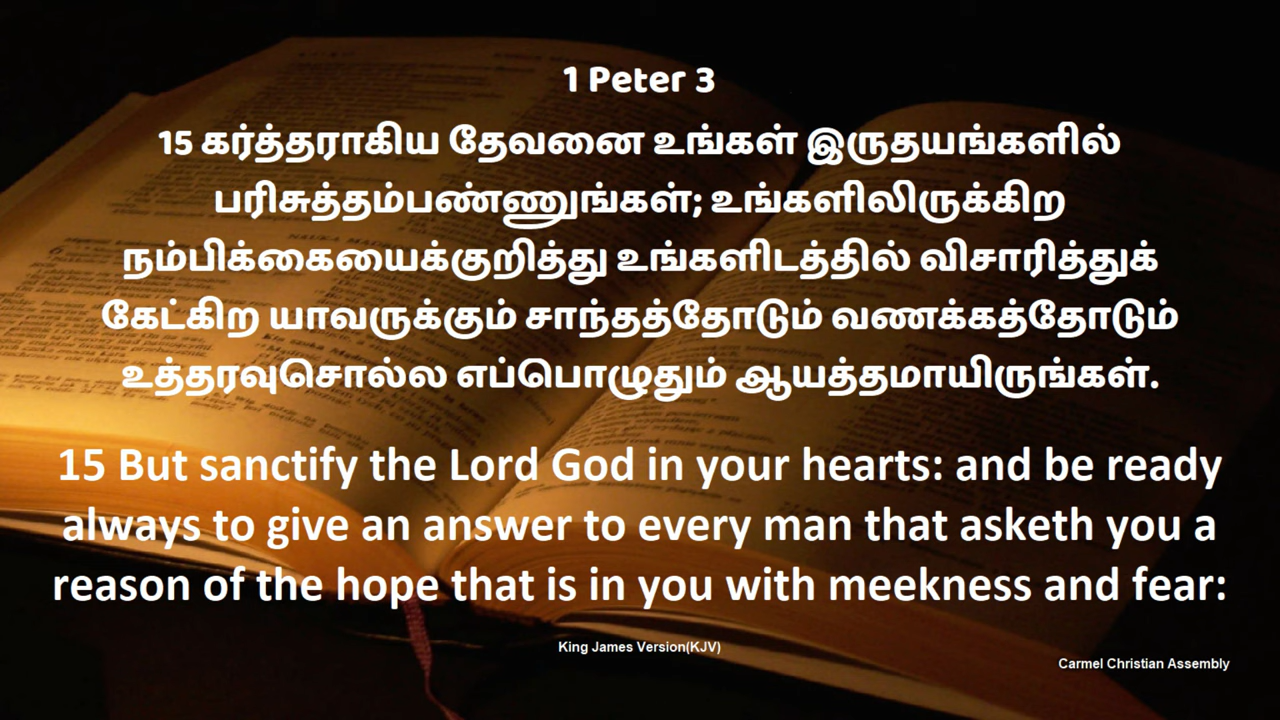 1 Peter 3
15 கர்த்தராகிய தேவனை உங்கள் இருதயங்களில்
பரிசுத்தம்பண்ணுங்கள்; உங்களிலிருக்கிற
நம்பிக்கையைக்குறித்து உங்களிடத்தில் விசாரித்துக்
கேட்கிற யாவருக்கும் சாந்தத்தோடும் வணக்கத்தோடும்
உத்தரவுசொல்ல எப்பொழுதும் ஆயத்தமாயிருங்கள்.
15 But sanctify the Lord God in your hearts: and be ready
always to give an answer to every man that asketh you a
reason of the hope that is in you with meekness and fear:
King James Version(KJV)
Carmel Christian Assembly